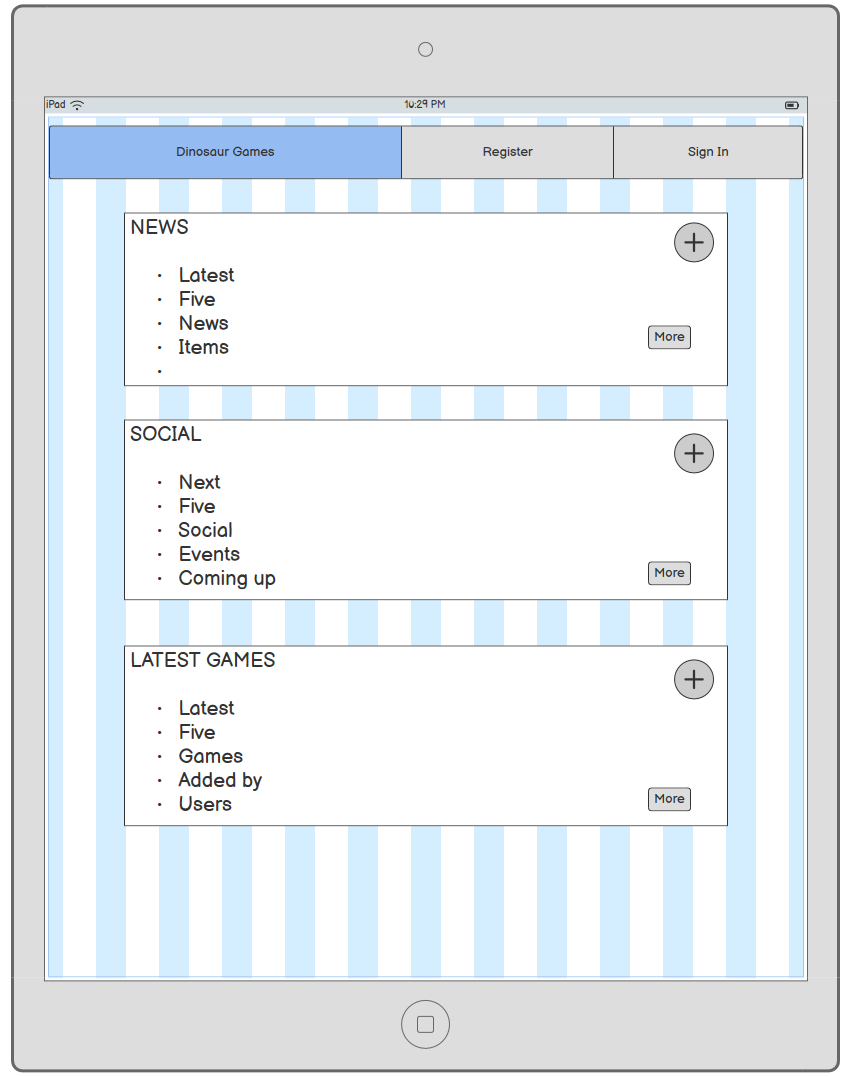 iPad 10:29 PM
Dinosaur Games Register Sign In
NEWS
• Latest
• Five
• News
• Items
•
More
SOCIAL
• Next
• Five
• Social
• Events
• Coming up
More
LATEST GAMES
• Latest
• Five
• Games
• Added by
• Users
More